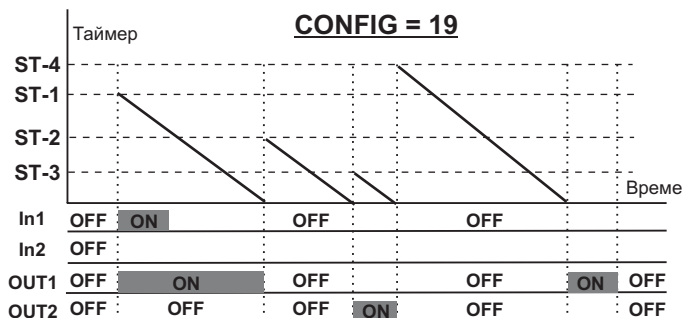 Таймер
CONFIG = 19
ST-4
ST-1
ST-2
ST-3
Време
In1 OFF ON OFF OFF
In2 OFF
OUT1 OFF ON OFF OFF ON OFF
OUT2 OFF OFF OFF ON OFF OFF